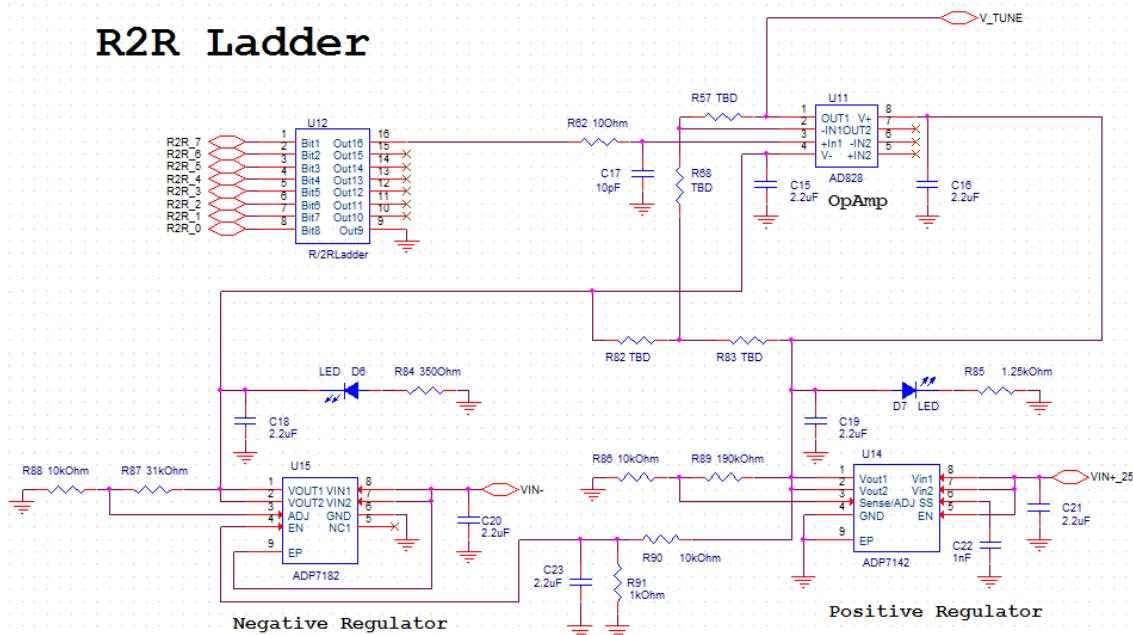 R2R Ladder
V_TUNE
R57 TBD
U11
1 OUT1 V+ 8
2 -IN1 OUT2 7
3 +In1 -IN2 6
4 V- +IN2 5
AD828
OpAmp
U12
R2R_7 1 Bit1 Out16 16
R2R_6 2 Bit2 Out15 15
R2R_5 3 Bit3 Out14 14
R2R_4 4 Bit4 Out13 13
R2R_3 5 Bit5 Out12 12
R2R_2 6 Bit6 Out11 11
R2R_1 7 Bit7 Out10 10
R2R_0 8 Bit8 Out9 9
R/2RLadder
R62 10Ohm
C17
10pF
R68
TBD
C15
2.2uF
C16
2.2uF
R82 TBD
R83 TBD
LED D6
R84 350Ohm
R85 1.25kOhm
D7 LED
C18
2.2uF
C19
2.2uF
R88 10kOhm
R87 31kOhm
U15
1 VOUT1 VIN1 8
2 VOUT2 VIN2 7
3 ADJ GND 6
4 EN NC1 5
9 EP
ADP7182
VIN-
C20
2.2uF
R86 10kOhm
R89 190kOhm
U14
1 Vout1 Vin1 8
2 Vout2 Vin2 7
3 Sense/ADJ SS 6
4 GND EN 5
9 EP
ADP7142
VIN+_25
C21
2.2uF
C22
1nF
R90
10kOhm
C23
2.2uF
R91
1kOhm
Negative Regulator
Positive Regulator